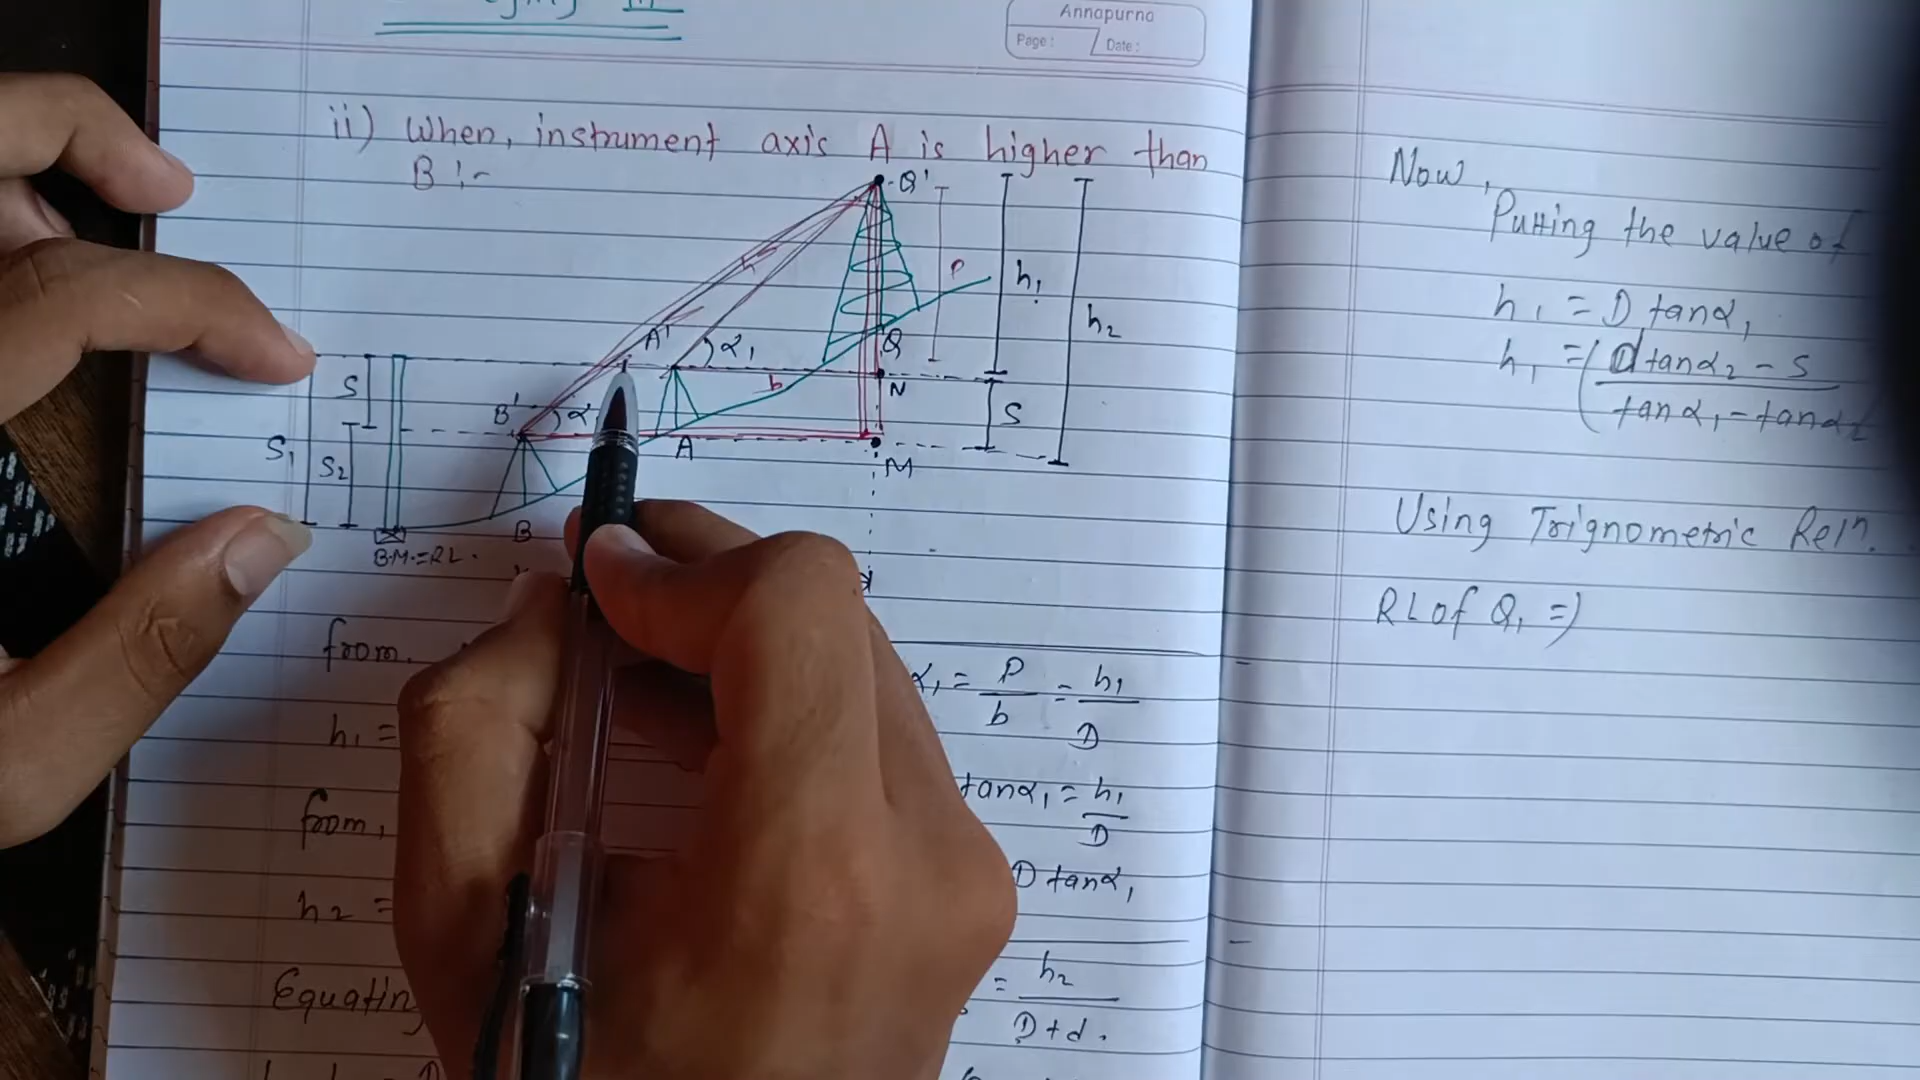 Annapurna
Page: Date:
ii) When, instrument axis A is higher than
B :-
Q'
P
h₁
h₂
A'
α₁
Q
S
b
N
B'
α
S
S₁
S₂
A
M
B
B.M.=RL.
from,
α₁ = P/b = h₁/D
h₁ =
tanα₁ = h₁/D
from,
D tanα₁
h₂ =
= h₂/D+d.
Equating
Now,
Putting the value of
h₁ = D tanα₁
h₁ = (d tanα₂ - S / tanα₁ - tanα₂
Using Trignometric Relⁿ.
RL of Q₁ =)